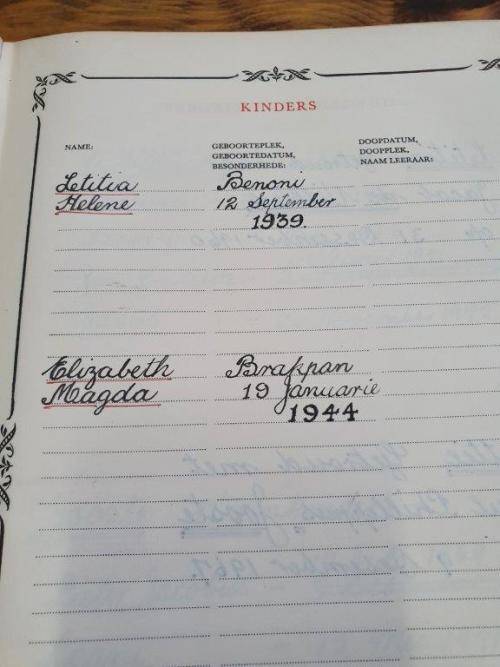 KINDERS
NAME:
GEBOORTEPLEK,
GEBOORTEDATUM,
BESONDERHEDE:
DOOPDATUM,
DOOPPLEK,
NAAM LEERAAR:
Letitia Benoni
Helene 12 September
1939.
Elizabeth Brakpan
Magda 19 Januarie
1944